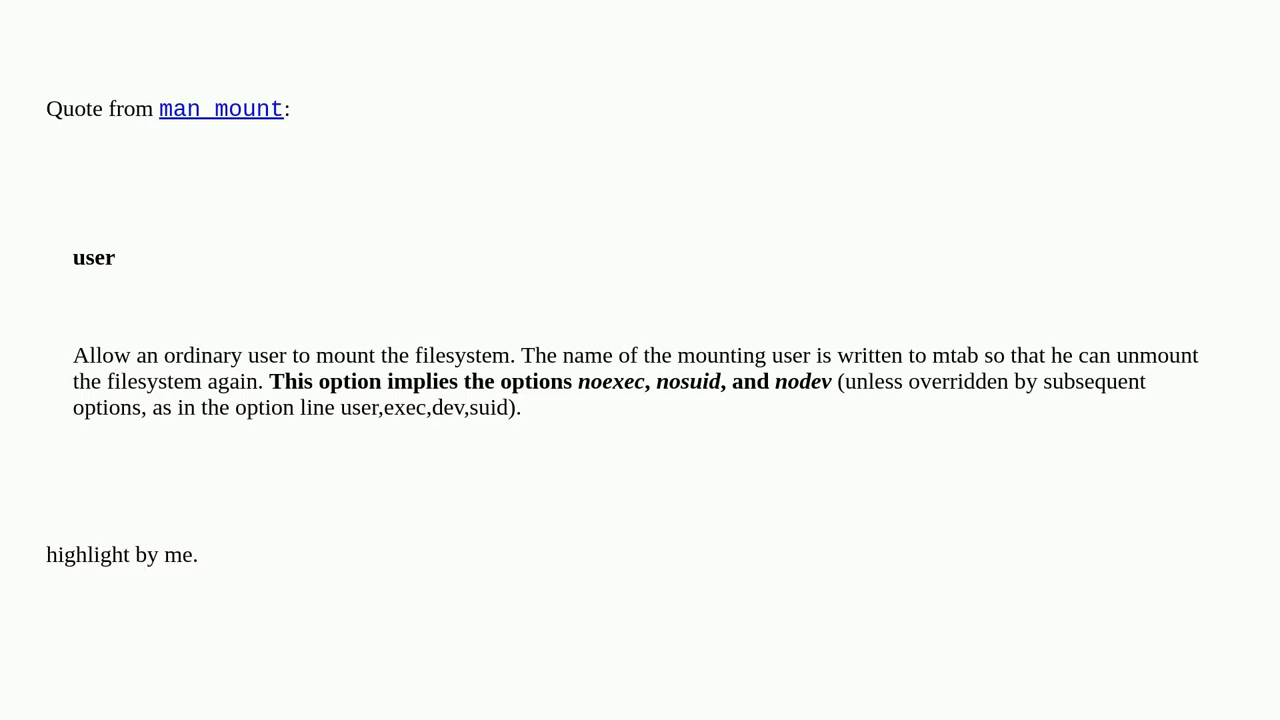 Quote from man mount:
user
Allow an ordinary user to mount the filesystem. The name of the mounting user is written to mtab so that he can unmount
the filesystem again. This option implies the options noexec, nosuid, and nodev (unless overridden by subsequent
options, as in the option line user,exec,dev,suid).
highlight by me.